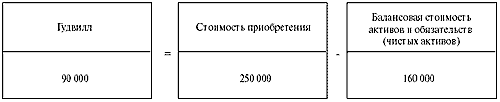 Гудвилл = Стоимость приобретения - Балансовая стоимость
активов и обязательств
(чистых активов)
90 000 250 000 160 000